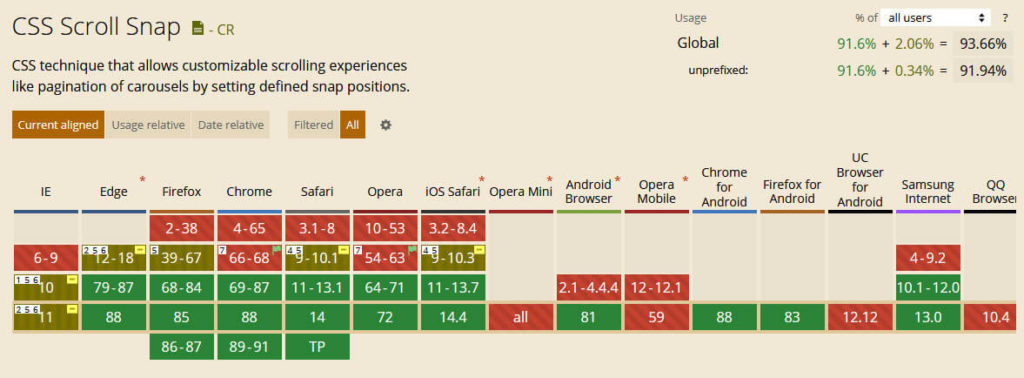 CSS Scroll Snap - CR
Usage % of all users ?
Global 91.6% + 2.06% = 93.66%
unprefixed: 91.6% + 0.34% = 91.94%
CSS technique that allows customizable scrolling experiences
like pagination of carousels by setting defined snap positions.
Current aligned Usage relative Date relative Filtered All
IE Edge * Firefox Chrome Safari Opera iOS Safari * Opera Mini Android Browser * Opera Mobile * Chrome for Android Firefox for Android UC Browser for Android Samsung Internet QQ Browser
2-38 4-65 3.1-8 10-53 3.2-8.4
6-9 2 5 6 12-18 5 39-67 7 66-68 4 5 9-10.1 7 54-63 4 5 9-10.3 4-9.2
1 5 6 10 79-87 68-84 69-87 11-13.1 64-71 11-13.7 2.1-4.4.4 12-12.1 10.1-12.0
2 5 6 11 88 85 88 14 72 14.4 all 81 59 88 83 12.12 13.0 10.4
86-87 89-91 TP